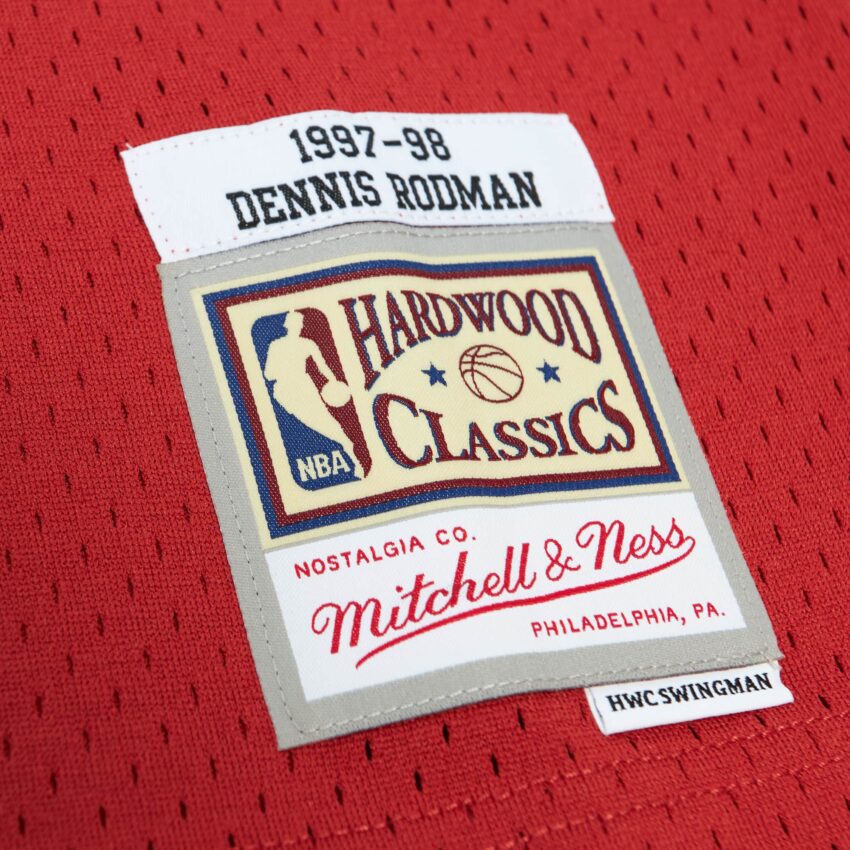 1997-98
DENNIS RODMAN
HARDWOOD
CLASSICS
NBA
NOSTALGIA CO.
Mitchell & Ness
PHILADELPHIA, PA.
HWC SWINGMAN